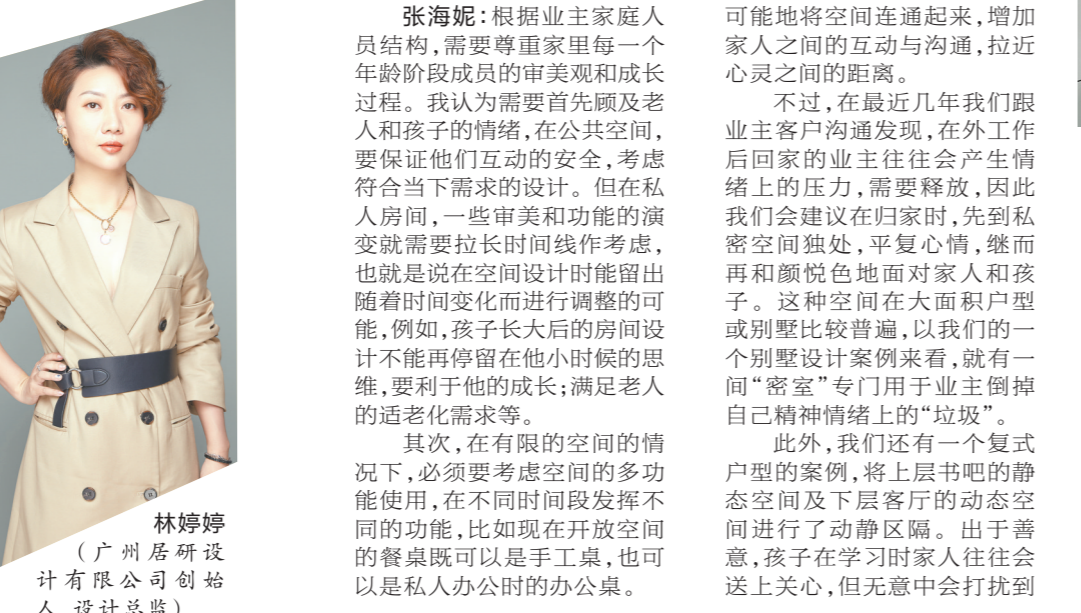 林婷婷
（广州居研设
计有限公司创始
人、设计总监）
张海妮：根据业主家庭人
员结构，需要尊重家里每一个
年龄阶段成员的审美观和成长
过程。我认为需要首先顾及老
人和孩子的情绪，在公共空间，
要保证他们互动的安全，考虑
符合当下需求的设计。但在私
人房间，一些审美和功能的演
变就需要拉长时间线作考虑，
也就是说在空间设计时能留出
随着时间变化而进行调整的可
能，例如，孩子长大后的房间设
计不能再停留在他小时候的思
维，要利于他的成长；满足老人
的适老化需求等。
其次，在有限的空间的情
况下，必须要考虑空间的多功
能使用，在不同时间段发挥不
同的功能，比如现在开放空间
的餐桌既可以是手工桌，也可
以是私人办公时的办公桌。
可能地将空间连通起来，增加
家人之间的互动与沟通，拉近
心灵之间的距离。
不过，在最近几年我们跟
业主客户沟通发现，在外工作
后回家的业主往往会产生情
绪上的压力，需要释放，因此
我们会建议在归家时，先到私
密空间独处，平复心情，继而
再和颜悦色地面对家人和孩
子。这种空间在大面积户型
或别墅比较普遍，以我们的一
个别墅设计案例来看，就有一
间“密室”专门用于业主倒掉
自己精神情绪上的“垃圾”。
此外，我们还有一个复式
户型的案例，将上层书吧的静
态空间及下层客厅的动态空
间进行了动静区隔。出于善
意，孩子在学习时家人往往会
送上关心，但无意中会打扰到